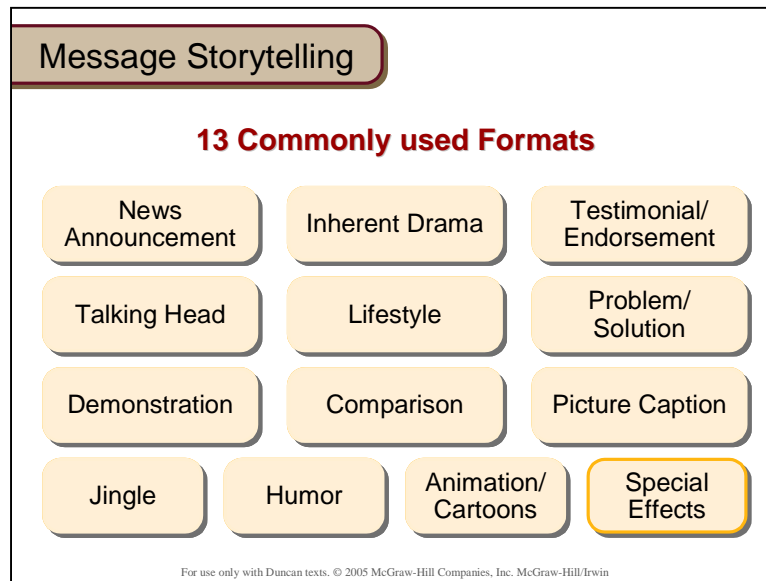 Message Storytelling
13 Commonly used Formats
News
Announcement
Inherent Drama
Testimonial/
Endorsement
Talking Head
Lifestyle
Problem/
Solution
Demonstration
Comparison
Picture Caption
Jingle
Humor
Animation/
Cartoons
Special
Effects
For use only with Duncan texts. © 2005 McGraw-Hill Companies, Inc. McGraw-Hill/Irwin